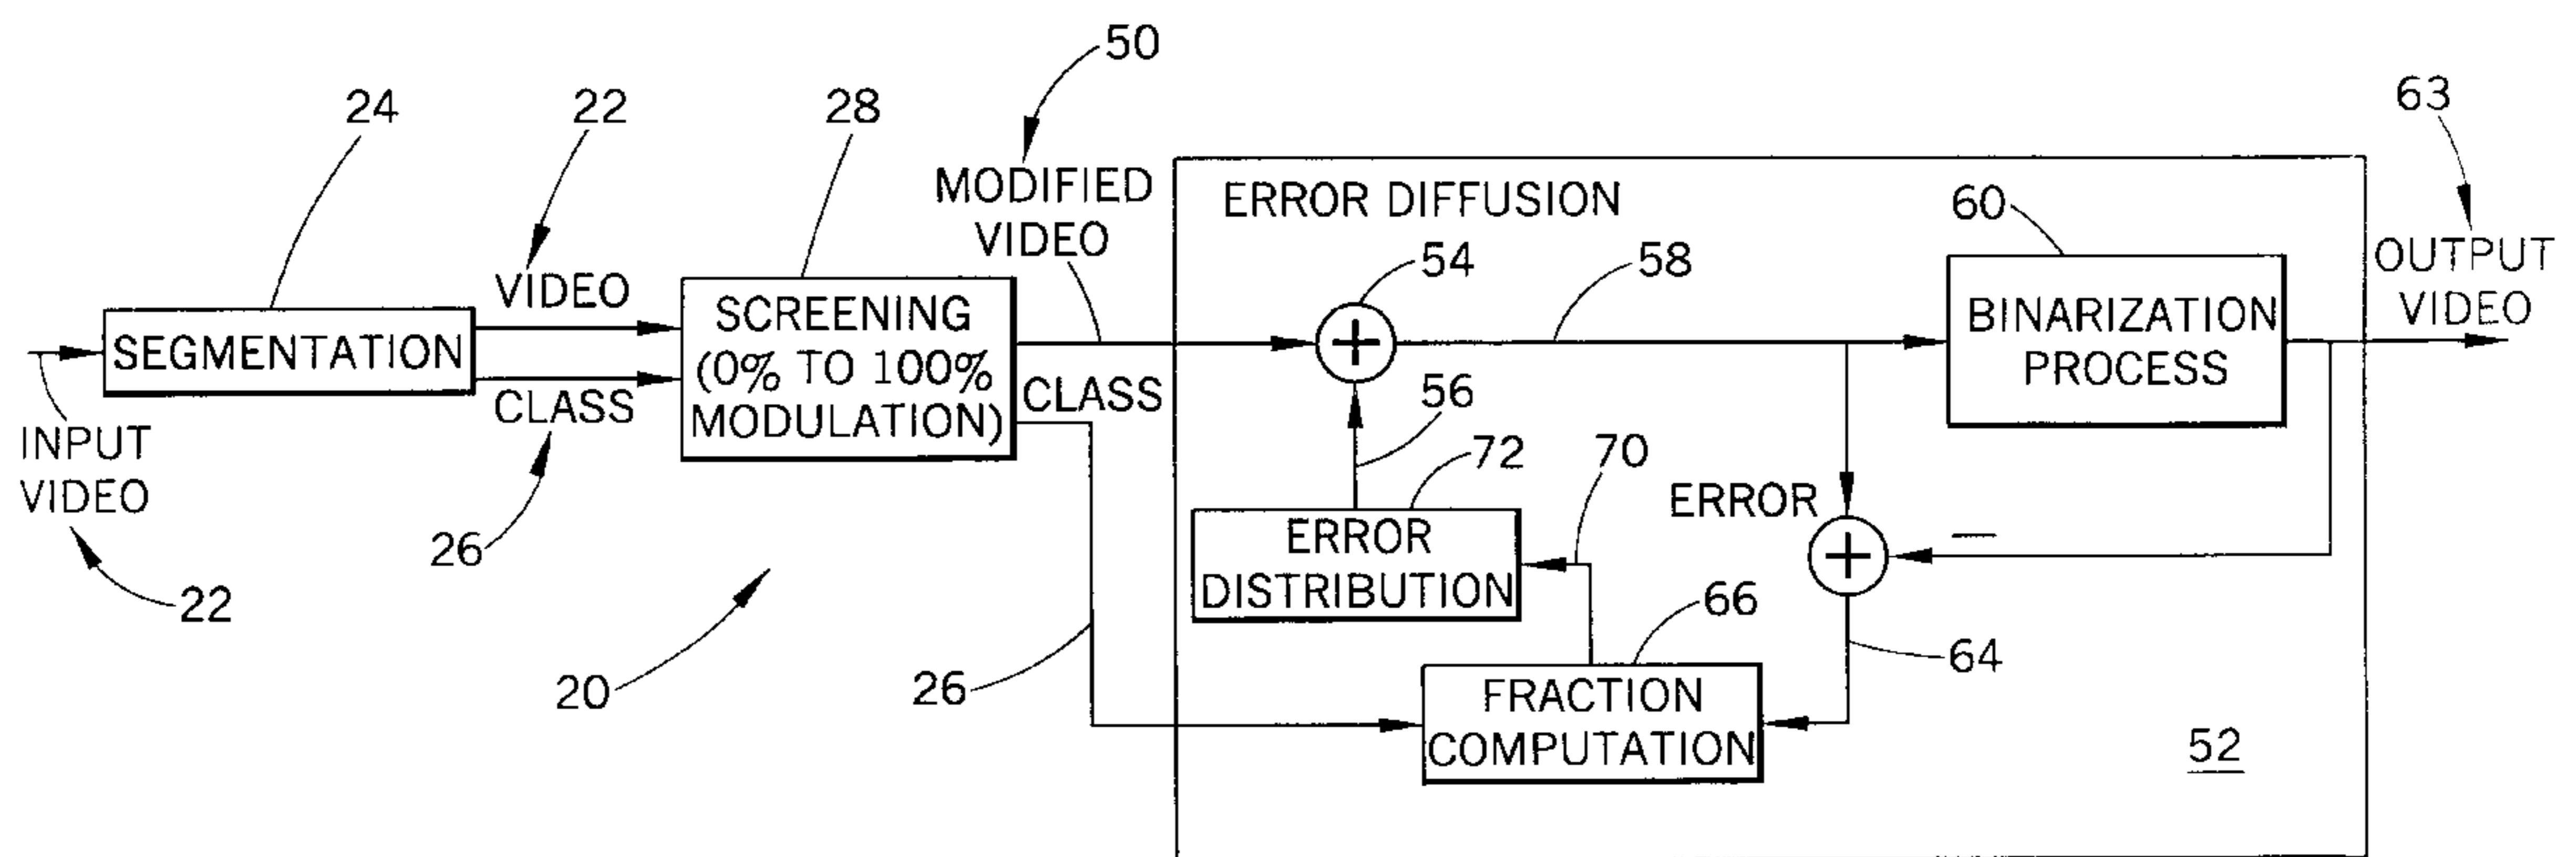 50
63
24
22
28
MODIFIED
VIDEO
ERROR DIFFUSION
60
54
58
OUTPUT
VIDEO
VIDEO
SEGMENTATION
SCREENING
(0% TO 100%
MODULATION)
BINARIZATION
PROCESS
CLASS
CLASS
56
INPUT
VIDEO
72
70
ERROR
—
26
ERROR
DISTRIBUTION
22
66
64
20
26
FRACTION
COMPUTATION
52